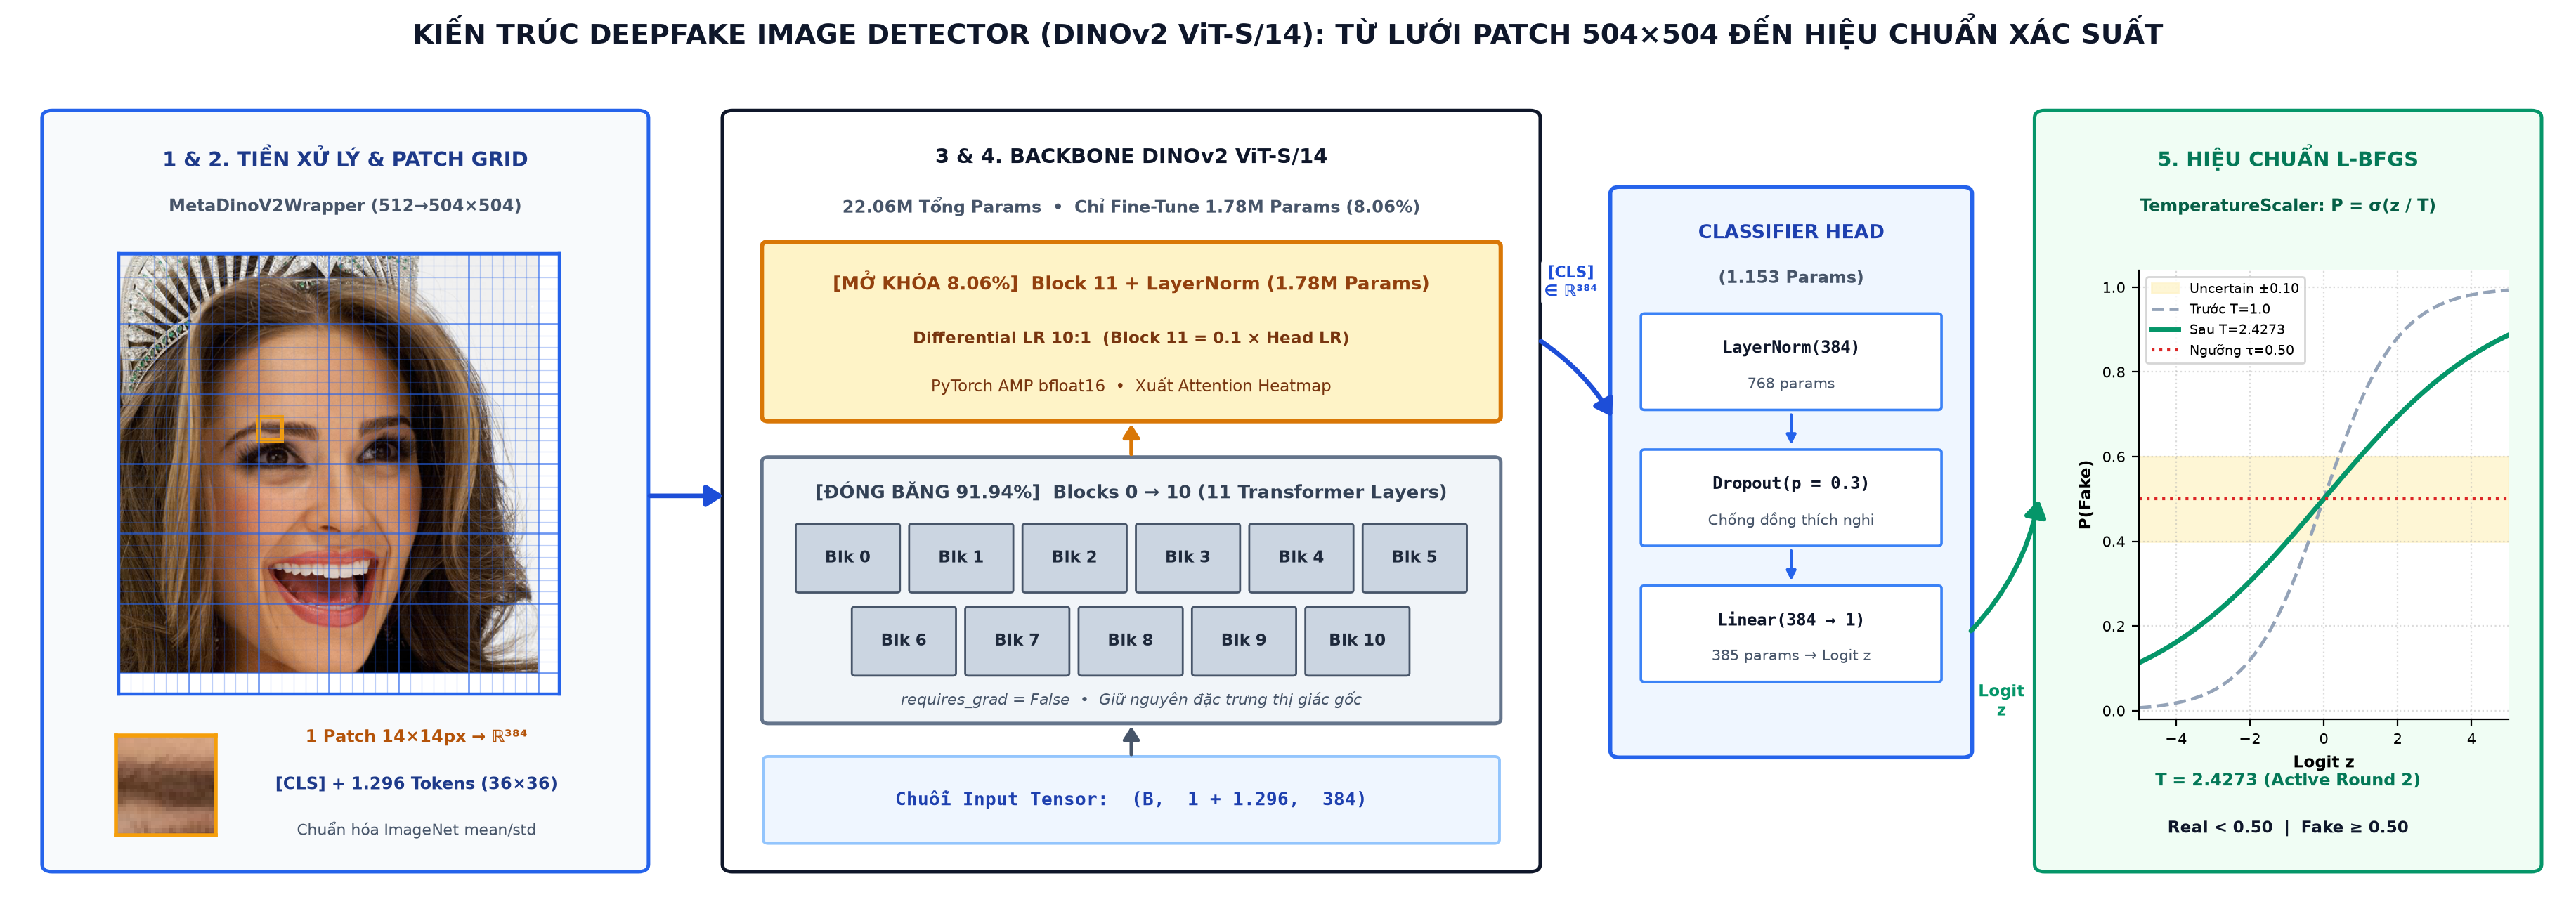 KIẾN TRÚC DEEPFAKE IMAGE DETECTOR (DINOv2 ViT-S/14): TỪ LƯỚI PATCH 504×504 ĐẾN HIỆU CHUẨN XÁC SUẤT
1 & 2. TIỀN XỬ LÝ & PATCH GRID
MetaDinoV2Wrapper (512→504×504)
1 Patch 14×14px → ℝ³⁸⁴
[CLS] + 1.296 Tokens (36×36)
Chuẩn hóa ImageNet mean/std
3 & 4. BACKBONE DINOv2 ViT-S/14
22.06M Tổng Params • Chỉ Fine-Tune 1.78M Params (8.06%)
[MỞ KHÓA 8.06%] Block 11 + LayerNorm (1.78M Params)
Differential LR 10:1 (Block 11 = 0.1 × Head LR)
PyTorch AMP bfloat16 • Xuất Attention Heatmap
[ĐÓNG BĂNG 91.94%] Blocks 0 → 10 (11 Transformer Layers)
Blk 0 Blk 1 Blk 2 Blk 3 Blk 4 Blk 5
Blk 6 Blk 7 Blk 8 Blk 9 Blk 10
requires_grad = False • Giữ nguyên đặc trưng thị giác gốc
Chuỗi Input Tensor: (B, 1 + 1.296, 384)
[CLS]
∈ ℝ³⁸⁴
CLASSIFIER HEAD
(1.153 Params)
LayerNorm(384)
768 params
Dropout(p = 0.3)
Chống đồng thích nghi
Linear(384 → 1)
385 params → Logit z
Logit
z
5. HIỆU CHUẨN L-BFGS
TemperatureScaler: P = σ(z / T)
Uncertain ±0.10
Trước T=1.0
Sau T=2.4273
Ngưỡng τ=0.50
P(Fake)
1.0
0.8
0.6
0.4
0.2
0.0
−4 −2 0 2 4
Logit z
T = 2.4273 (Active Round 2)
Real < 0.50 | Fake ≥ 0.50